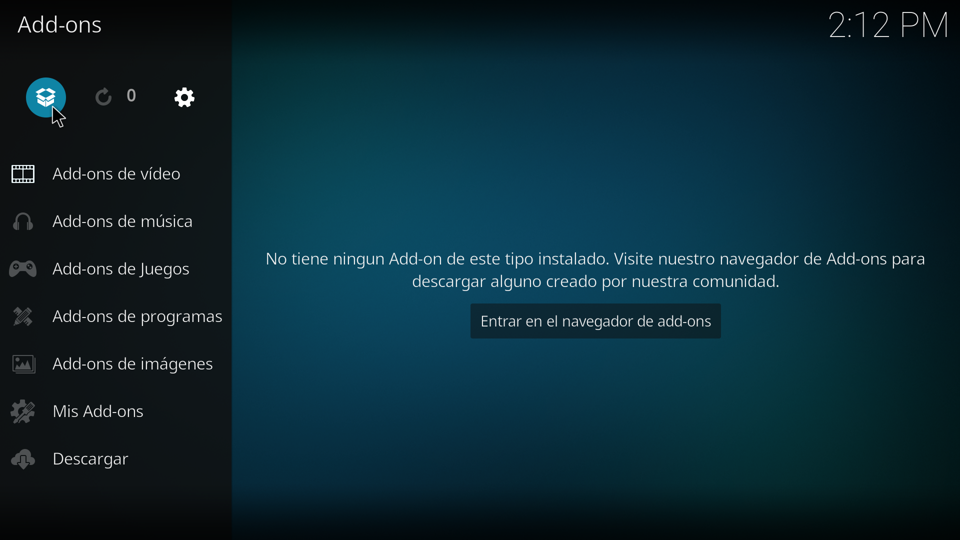 Add-ons
2:12 PM
0
Add-ons de vídeo
Add-ons de música
Add-ons de Juegos
Add-ons de programas
Add-ons de imágenes
Mis Add-ons
Descargar
No tiene ningun Add-on de este tipo instalado. Visite nuestro navegador de Add-ons para
descargar alguno creado por nuestra comunidad.
Entrar en el navegador de add-ons